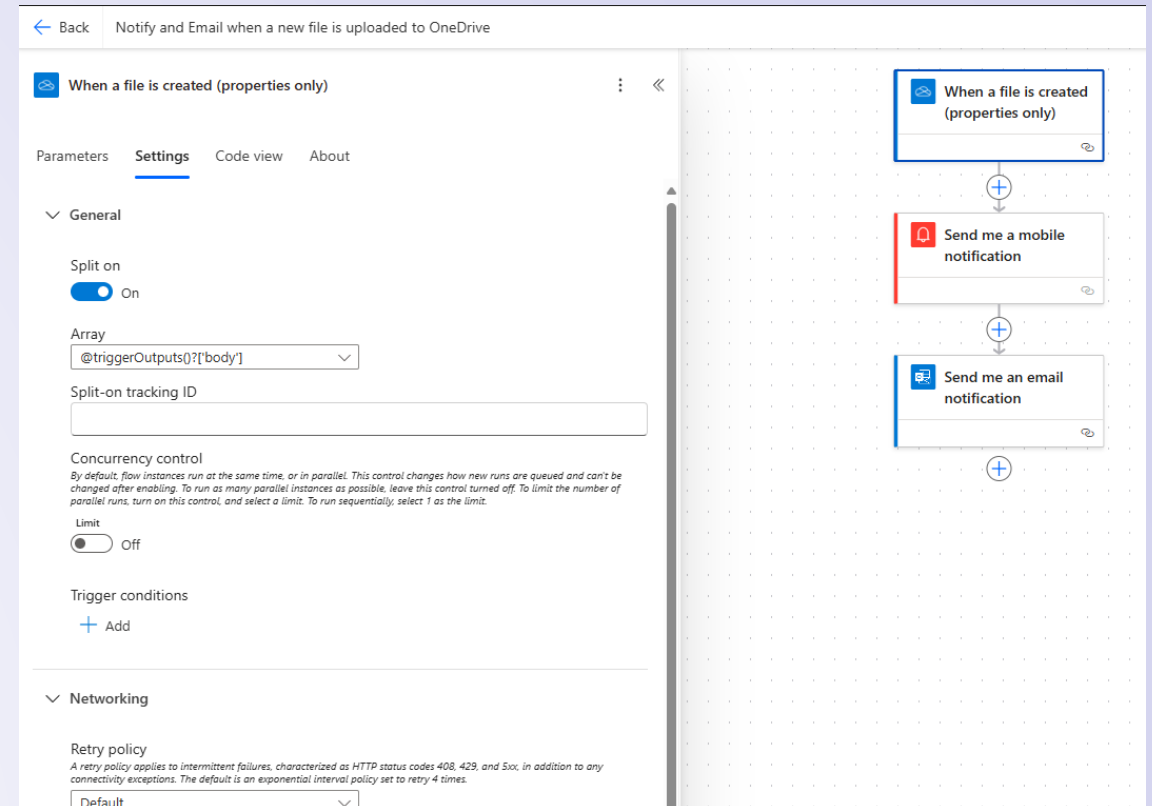 Back
Notify and Email when a new file is uploaded to OneDrive
When a file is created (properties only)
Parameters
Settings
Code view
About
General
Split on
On
Array
@triggerOutputs()?['body']
Split-on tracking ID
Concurrency control
By default, flow instances run at the same time, or in parallel. This control changes how new runs are queued and can't be
changed after enabling. To run as many parallel instances as possible, leave this control turned off. To limit the number of
parallel runs, turn on this control, and select a limit. To run sequentially, select 1 as the limit.
Limit
Off
Trigger conditions
Add
Networking
Retry policy
A retry policy applies to intermittent failures, characterized as HTTP status codes 408, 429, and 5xx, in addition to any
connectivity exceptions. The default is an exponential interval policy set to retry 4 times.
Default
When a file is created
(properties only)
Send me a mobile
notification
Send me an email
notification